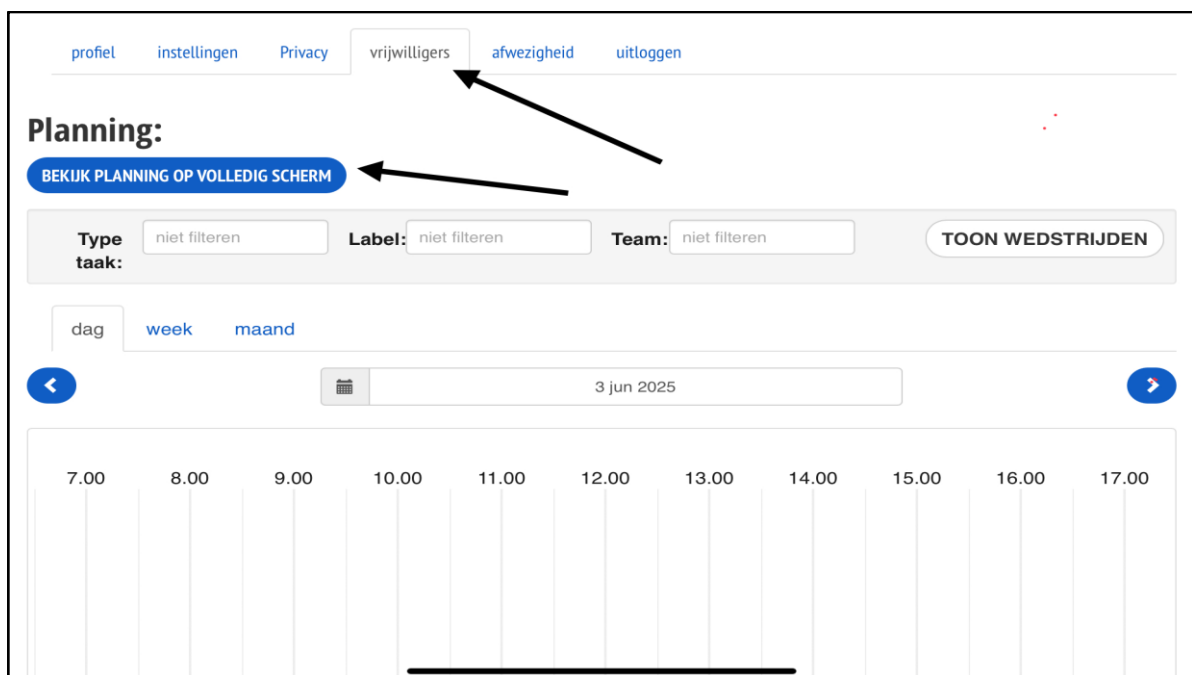 profiel instellingen Privacy vrijwilligers afwezigheid uitloggen
Planning:
BEKIJK PLANNING OP VOLLEDIG SCHERM
Type taak: niet filteren Label: niet filteren Team: niet filteren TOON WEDSTRIJDEN
dag week maand
3 jun 2025
7.00 8.00 9.00 10.00 11.00 12.00 13.00 14.00 15.00 16.00 17.00